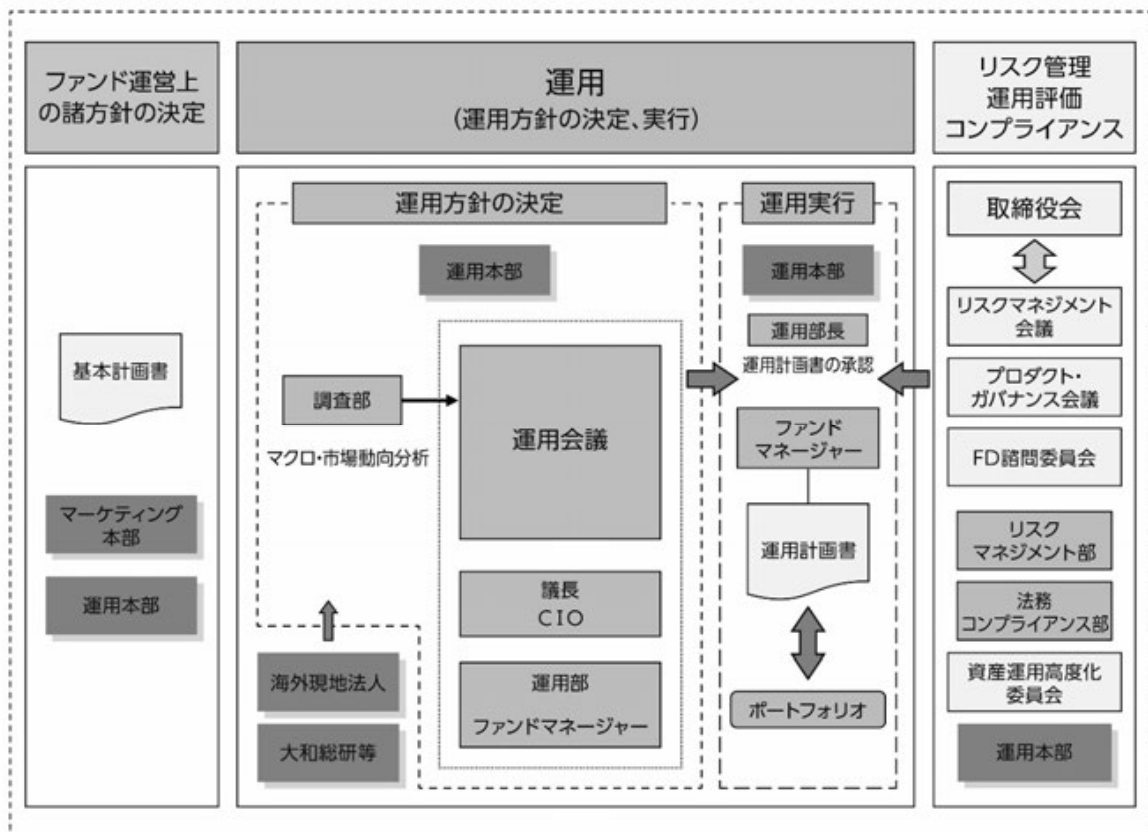 ファンド運営上
の諸方針の決定
基本計画書
マーケティング
本部
運用本部
運用
(運用方針の決定、実行)
運用方針の決定
運用本部
調査部
マクロ・市場動向分析
運用会議
議長
CIO
運用部
ファンドマネージャー
海外現地法人
大和総研等
運用実行
運用本部
運用部長
運用計画書の承認
ファンド
マネージャー
運用計画書
ポートフォリオ
リスク管理
運用評価
コンプライアンス
取締役会
リスクマネジメント
会議
プロダクト・
ガバナンス会議
FD諮問委員会
リスク
マネジメント部
法務
コンプライアンス部
資産運用高度化
委員会
運用本部